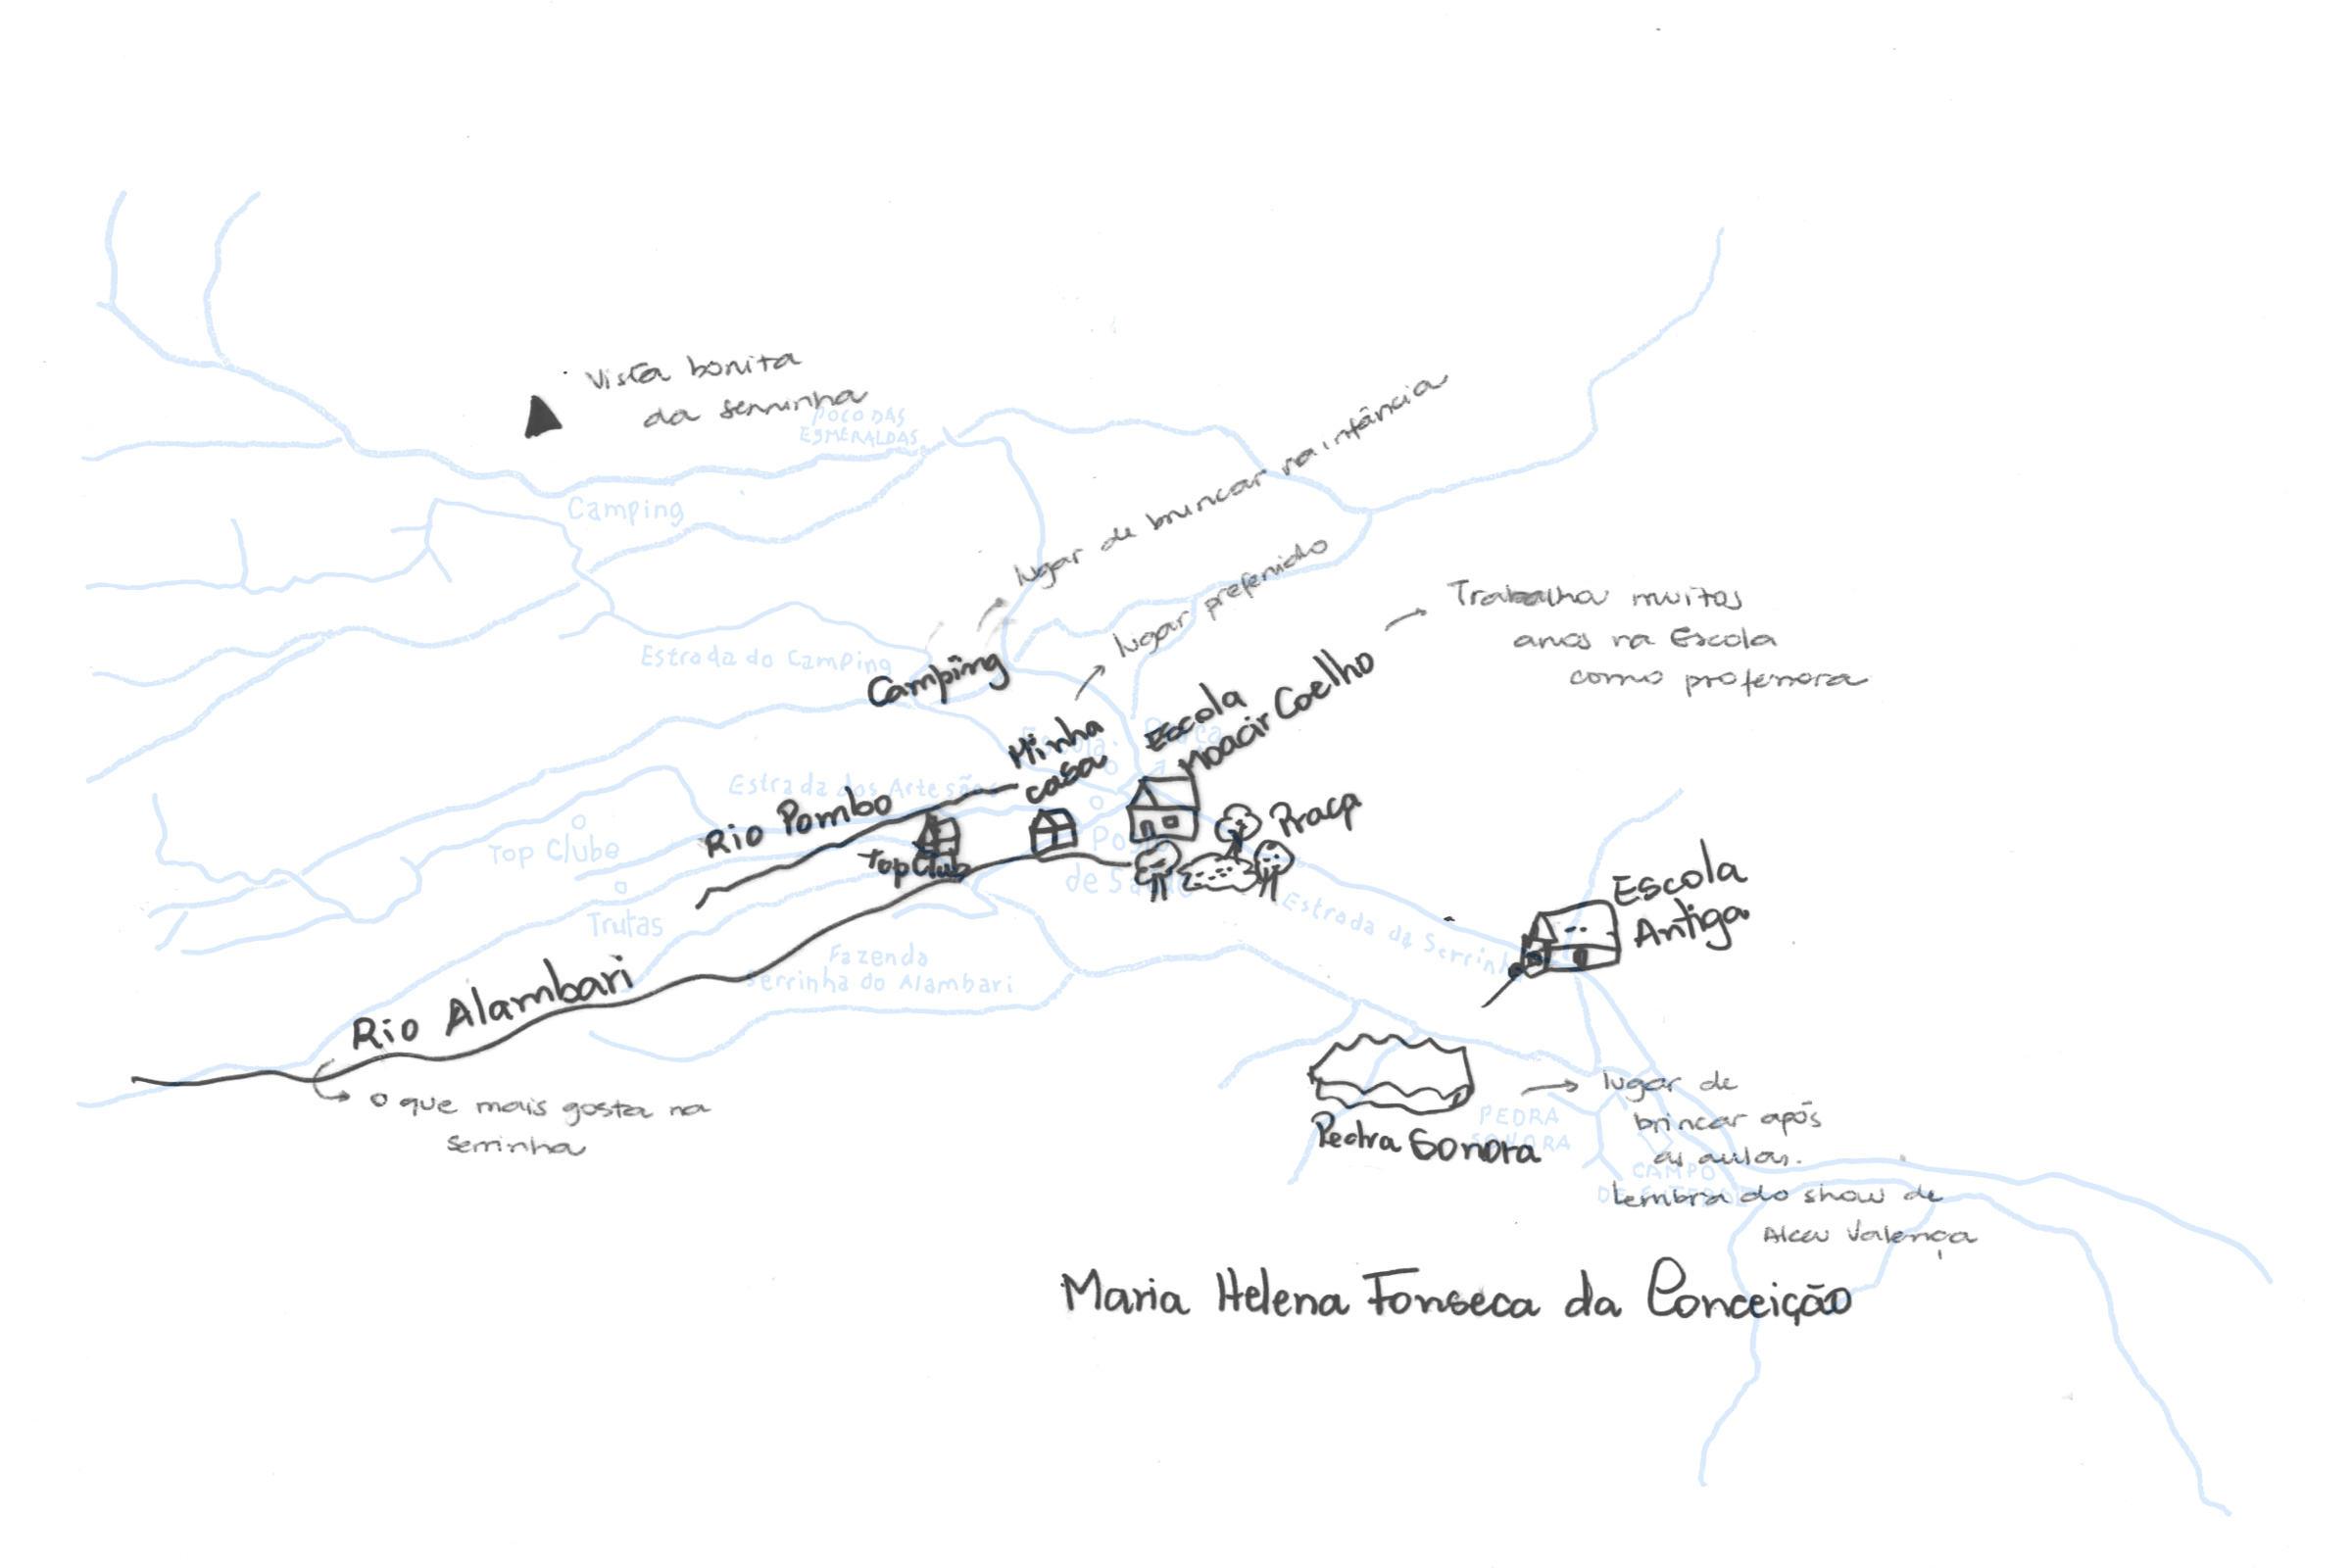 Vista bonita
da serrinha
POÇO DAS
ESMERALDAS
Camping
lugar de brincar na infância
lugar preferido
Estrada do Camping
Camping
Trabalha muitos
anos na Escola
como professora
Minha
casa
Escola
Moacir Coelho
Escola
Praça
Estrada dos Artesãos
Rio Pombo
Top Club
Praça
Top Clube
Posto
de Saúde
Trutas
Escola
Antiga
Estrada da Serrinha
Fazenda
Serrinha do Alambari
Rio Alambari
o que mais gosta na
serrinha
Pedra Sonora
PEDRA
SONORA
lugar de
brincar após
as aulas.
Lembra do show de
Alceu Valença
CAMPO
Maria Helena Fonseca da Conceição